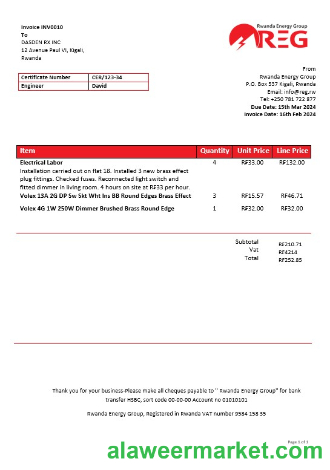 Invoice INV0010
To
DASDEN RX INC
12 Avenue Paul VI, Kigali,
Rwanda
Rwanda Energy Group
REG
Certificate Number CER/123-34
Engineer David
From
Rwanda Energy Group
P.O. Box 537 Kigali, Rwanda
Email: info@reg.rw
Tel: +250 781 722 877
Due Date: 15th Mar 2024
Invoice Date: 16th Feb 2024
Item Quantity Unit Price Line Price
Electrical Labor 4 RF33.00 RF132.00
Installation carried out on flat 18. Installed 3 new brass effect
plug fittings. Checked fuses. Reconnected light switch and
fitted dimmer in living room. 4 hours on site at RF33 per hour.
Volex 13A 2G DP Sw Skt Wht Ins BB Round Edges Brass Effect 3 RF15.57 RF46.71
Volex 4G 1W 250W Dimmer Brushed Brass Round Edge 1 RF32.00 RF32.00
Subtotal RF210.71
Vat RF4214
Total RF252.85
Thank you for your business-Please make all cheques payable to " Rwanda Energy Group" for bank
transfer HSBC, sort code 00-00-00 Account no 01010101
Rwanda Energy Group, Registered in Rwanda VAT number 9584 158 35
alaweermarket.com